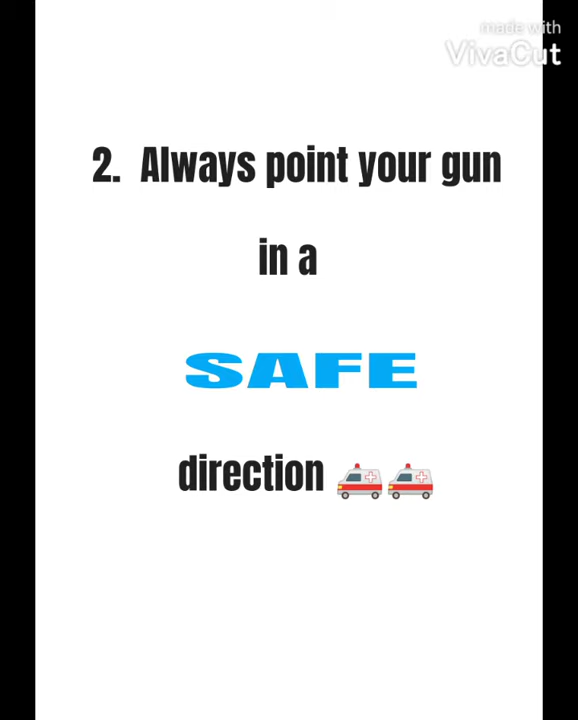 made with
VivaCut
2. Always point your gun
in a
SAFE
direction 🚑🚑